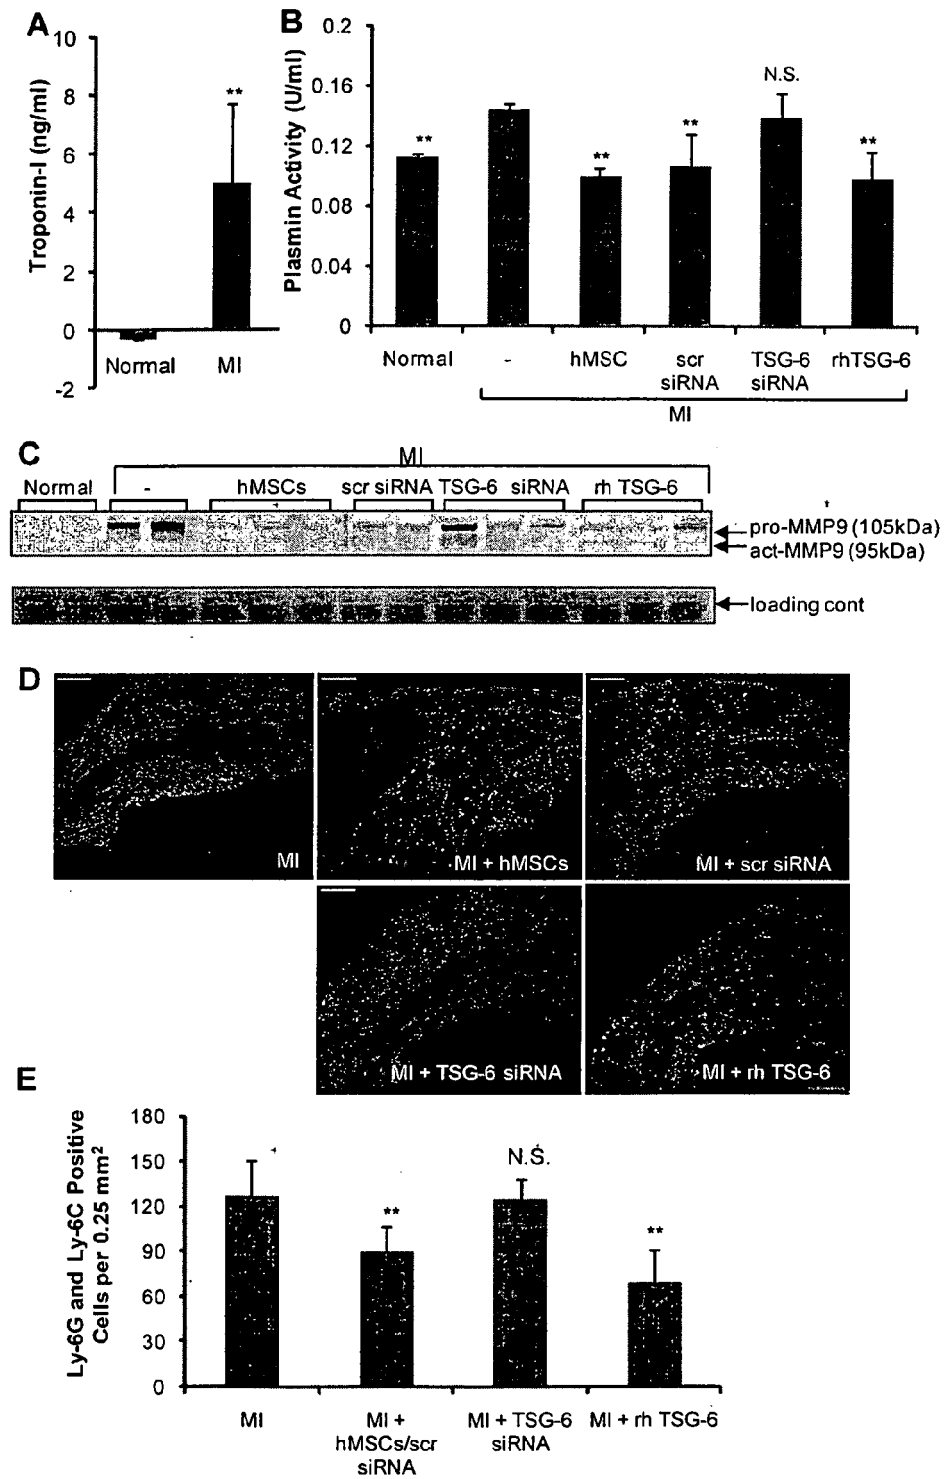 A
Troponin-I (ng/ml)
10
8
6
4
2
0
-2
**
Normal
MI
B
Plasmin Activity (U/ml)
0.2
0.16
0.12
0.08
0.04
0
**
**
**
N.S.
**
Normal
-
hMSC
scr
siRNA
TSG-6
siRNA
rhTSG-6
MI
C
MI
Normal
-
hMSCs
scr siRNA
TSG-6 siRNA
rh TSG-6
pro-MMP9 (105kDa)
act-MMP9 (95kDa)
loading cont
D
MI
MI + hMSCs
MI + scr siRNA
MI + TSG-6 siRNA
MI + rh TSG-6
E
Ly-6G and Ly-6C Positive
Cells per 0.25 mm²
180
150
120
90
60
30
0
**
N.S.
**
MI
MI +
hMSCs/scr
siRNA
MI + TSG-6
siRNA
MI + rh TSG-6